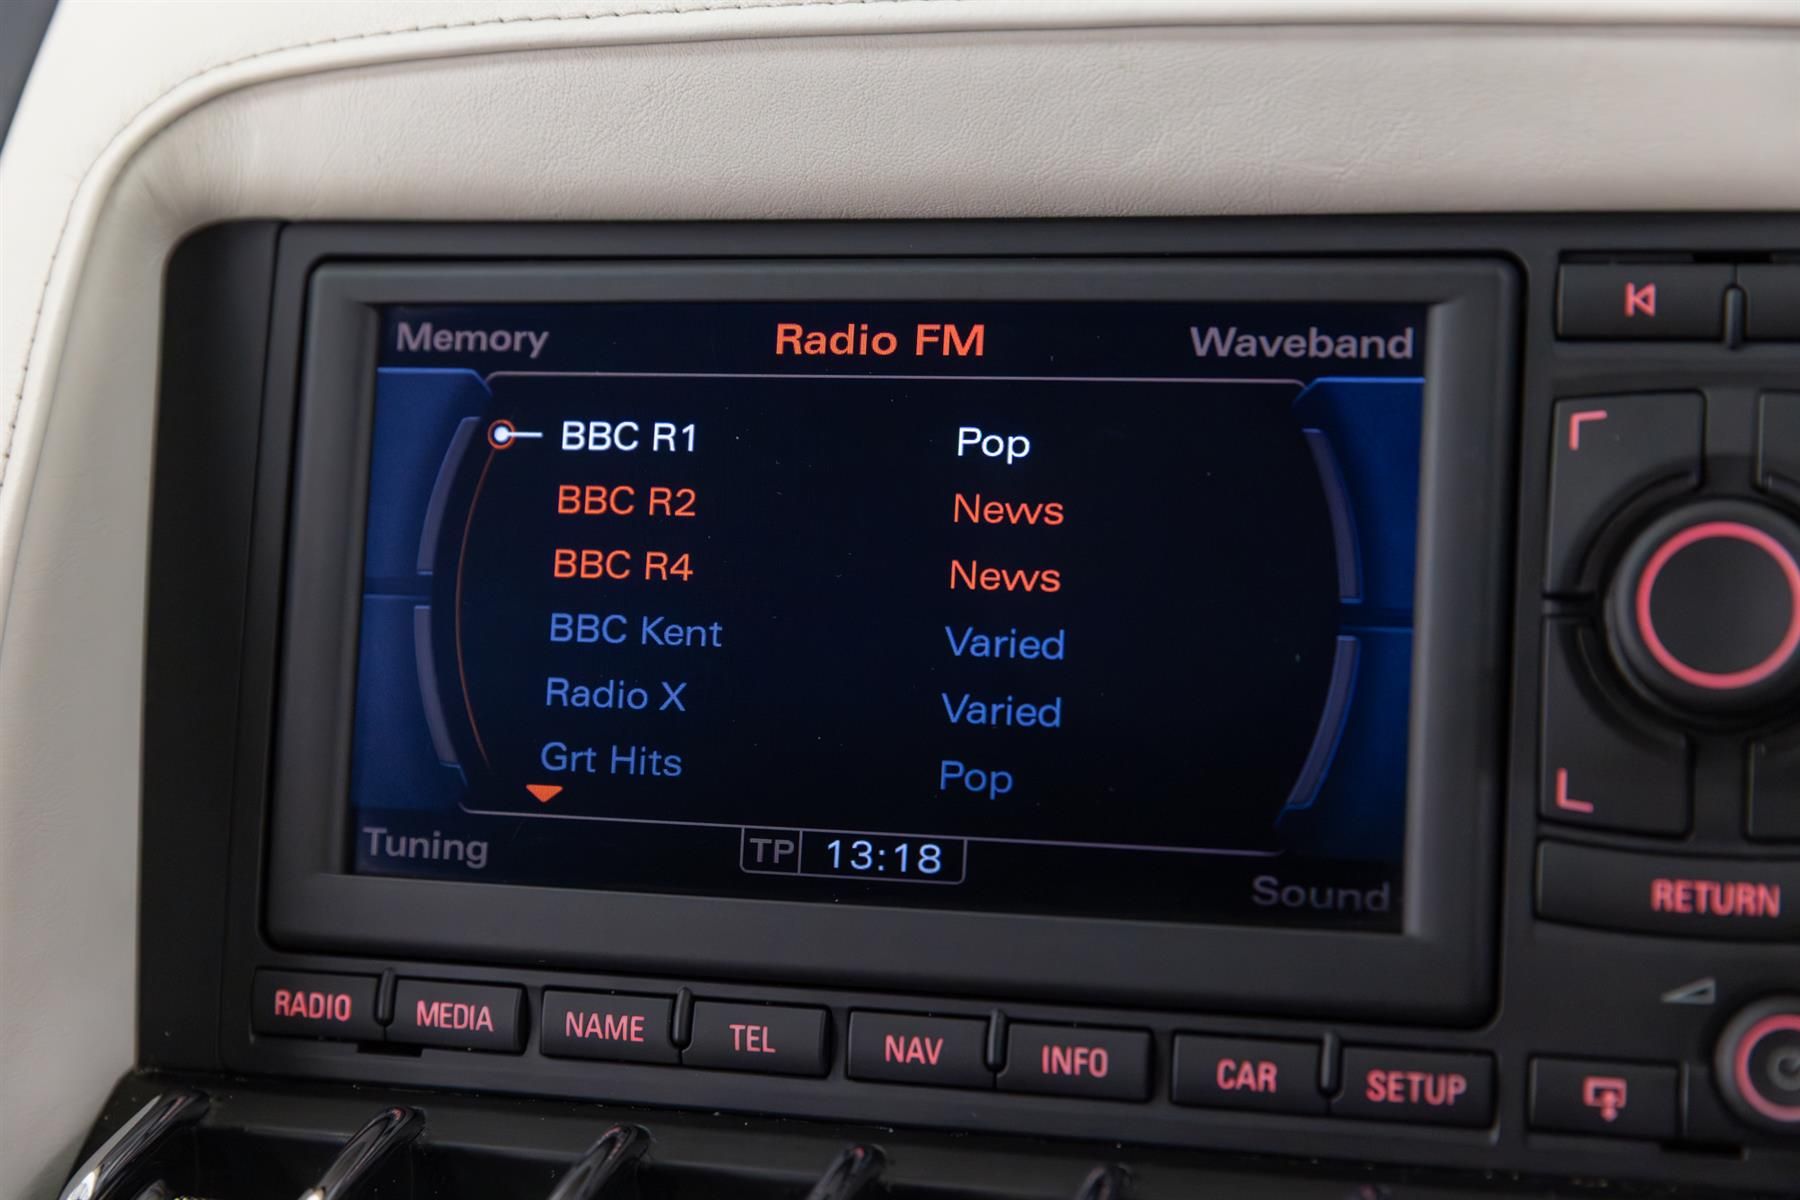 Memory Radio FM Waveband
BBC R1 Pop
BBC R2 News
BBC R4 News
BBC Kent Varied
Radio X Varied
Grt Hits Pop
Tuning TP 13:18 Sound
RETURN
RADIO MEDIA NAME TEL NAV INFO CAR SETUP